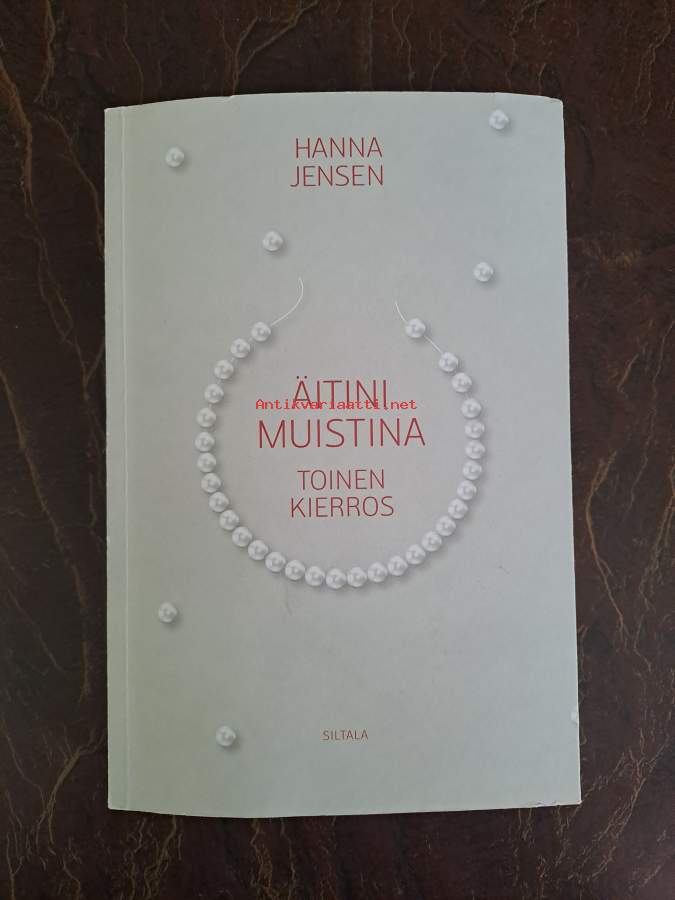 HANNA
JENSEN
ÄITINI
Antikvariaatti.net
MUISTINA
TOINEN
KIERROS
SILTALA